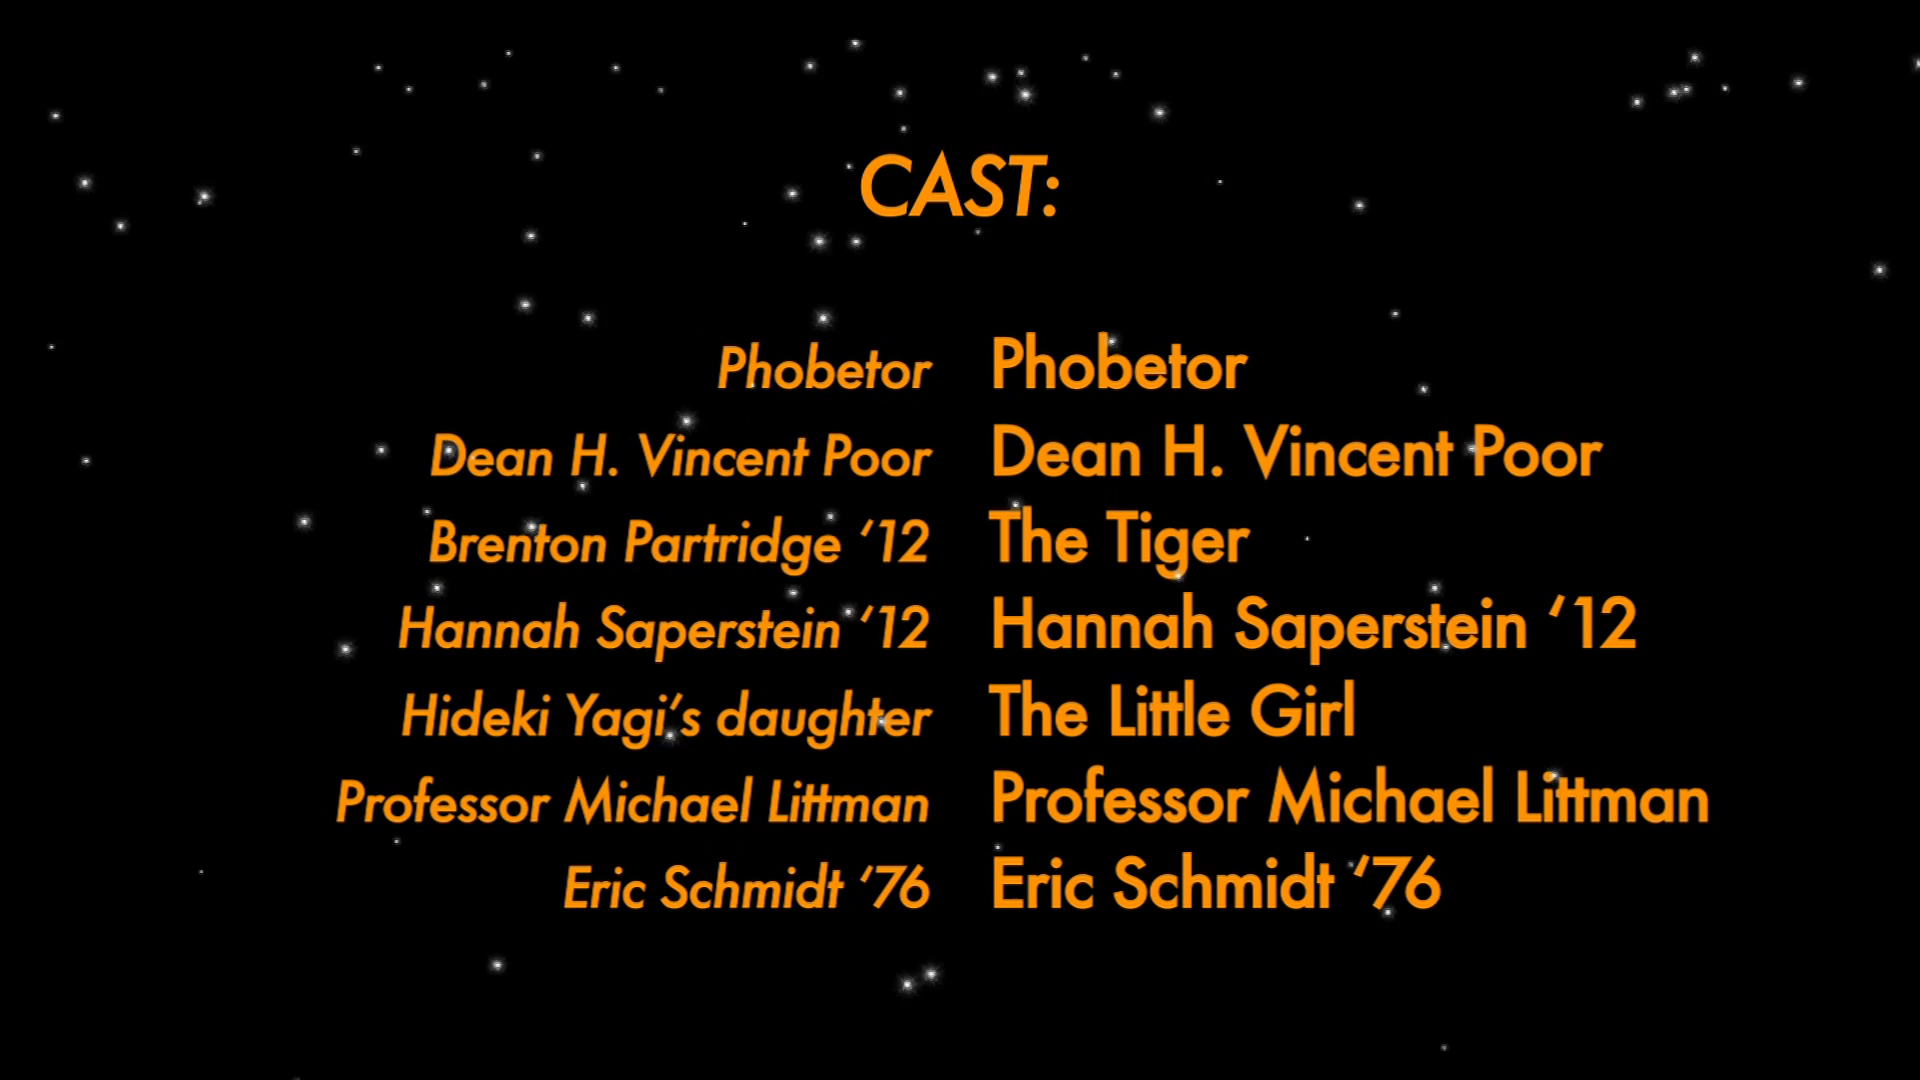 CAST:
Phobetor Phobetor
Dean H. Vincent Poor Dean H. Vincent Poor
Brenton Partridge ‘12 The Tiger
Hannah Saperstein ‘12 Hannah Saperstein ‘12
Hideki Yagi’s daughter The Little Girl
Professor Michael Littman Professor Michael Littman
Eric Schmidt ‘76 Eric Schmidt ‘76